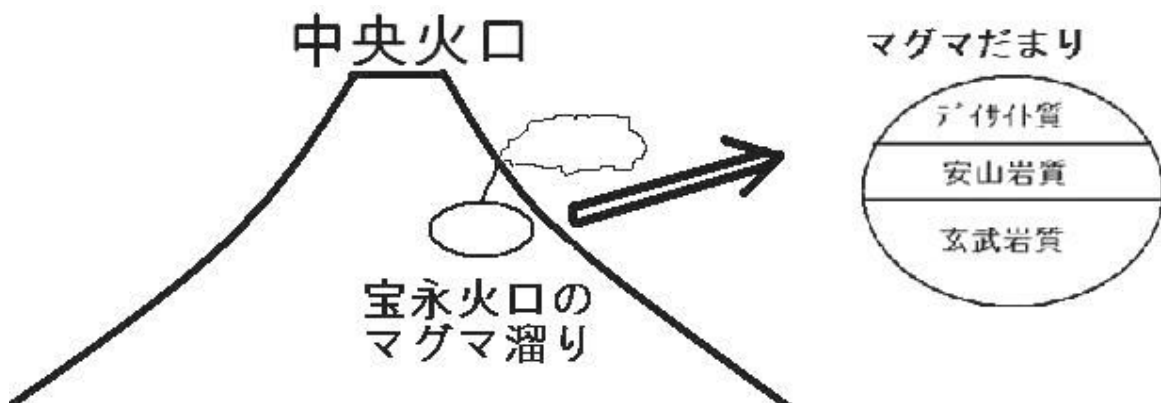 中央火口
マグマだまり
ﾃﾞｲｻｲﾄ質
安山岩質
玄武岩質
宝永火口の
マグマ溜り